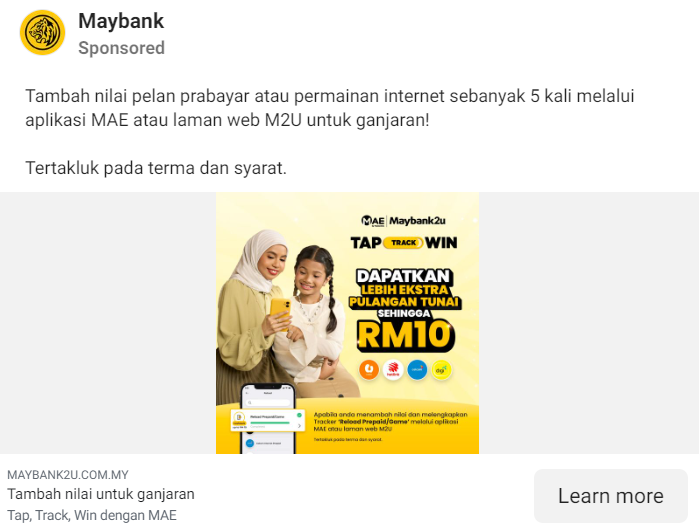 Maybank
Sponsored
Tambah nilai pelan prabayar atau permainan internet sebanyak 5 kali melalui
aplikasi MAE atau laman web M2U untuk ganjaran!
Tertakluk pada terma dan syarat.
MAE Maybank2u
TAP TRACK WIN
DAPATKAN
LEBIH EKSTRA
PULANGAN TUNAI
SEHINGGA
RM10
Reload Prepaid/Game
Apabila anda menambah nilai dan melengkapkan
Tracker 'Reload Prepaid/Game' melalui aplikasi
MAE atau laman web M2U
Tertakluk pada terma dan syarat.
MAYBANK2U.COM.MY
Tambah nilai untuk ganjaran
Tap, Track, Win dengan MAE
Learn more